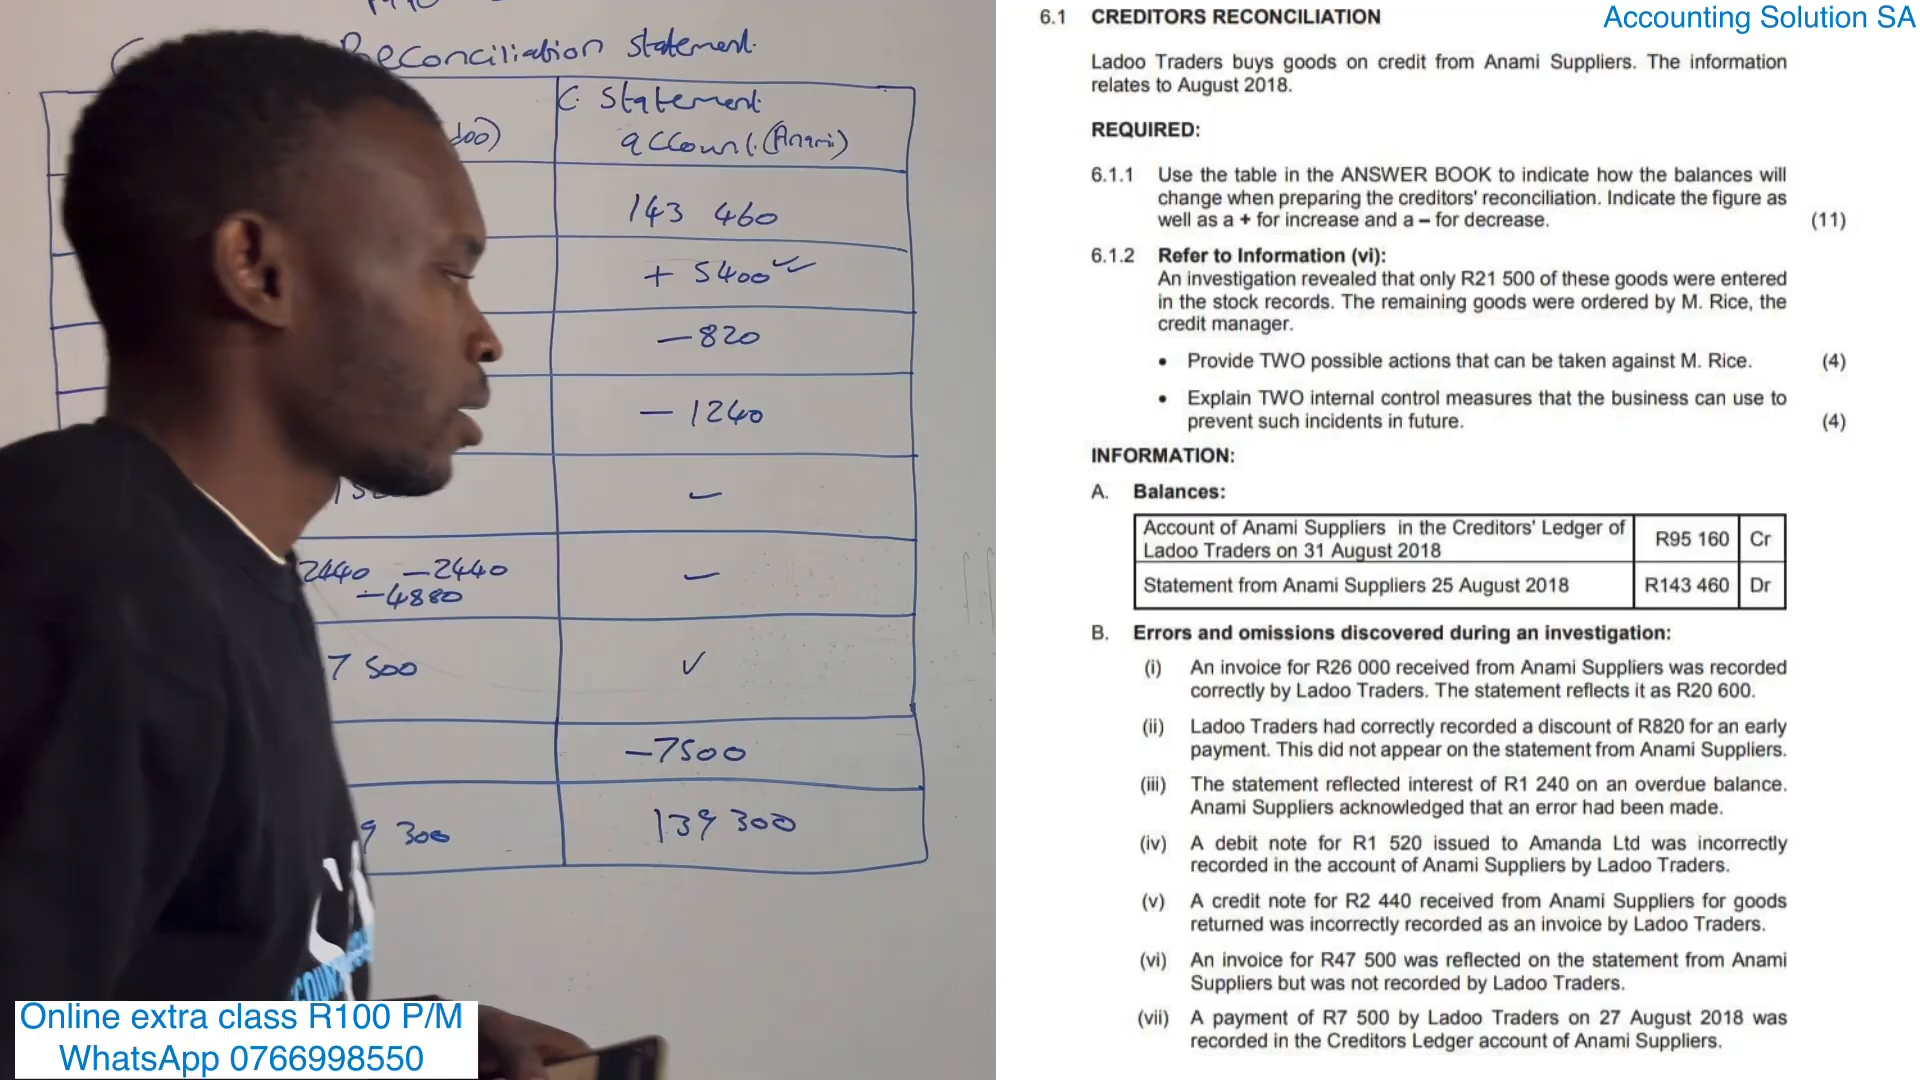 Reconciliation statement.
C. Statement
account. (Anami)
143 460
+ 5400
- 820
- 1240
-
2440 -2440
-4880
-
7 500
- 7500
9 300
139 300
Online extra class R100 P/M
WhatsApp 0766998550
Accounting Solution SA
6.1 CREDITORS RECONCILIATION
Ladoo Traders buys goods on credit from Anami Suppliers. The information
relates to August 2018.
REQUIRED:
6.1.1 Use the table in the ANSWER BOOK to indicate how the balances will
change when preparing the creditors' reconciliation. Indicate the figure as
well as a + for increase and a – for decrease. (11)
6.1.2 Refer to Information (vi):
An investigation revealed that only R21 500 of these goods were entered
in the stock records. The remaining goods were ordered by M. Rice, the
credit manager.
• Provide TWO possible actions that can be taken against M. Rice. (4)
• Explain TWO internal control measures that the business can use to
prevent such incidents in future. (4)
INFORMATION:
A. Balances:
Account of Anami Suppliers in the Creditors' Ledger of
Ladoo Traders on 31 August 2018 R95 160 Cr
Statement from Anami Suppliers 25 August 2018 R143 460 Dr
B. Errors and omissions discovered during an investigation:
(i) An invoice for R26 000 received from Anami Suppliers was recorded
correctly by Ladoo Traders. The statement reflects it as R20 600.
(ii) Ladoo Traders had correctly recorded a discount of R820 for an early
payment. This did not appear on the statement from Anami Suppliers.
(iii) The statement reflected interest of R1 240 on an overdue balance.
Anami Suppliers acknowledged that an error had been made.
(iv) A debit note for R1 520 issued to Amanda Ltd was incorrectly
recorded in the account of Anami Suppliers by Ladoo Traders.
(v) A credit note for R2 440 received from Anami Suppliers for goods
returned was incorrectly recorded as an invoice by Ladoo Traders.
(vi) An invoice for R47 500 was reflected on the statement from Anami
Suppliers but was not recorded by Ladoo Traders.
(vii) A payment of R7 500 by Ladoo Traders on 27 August 2018 was
recorded in the Creditors Ledger account of Anami Suppliers.